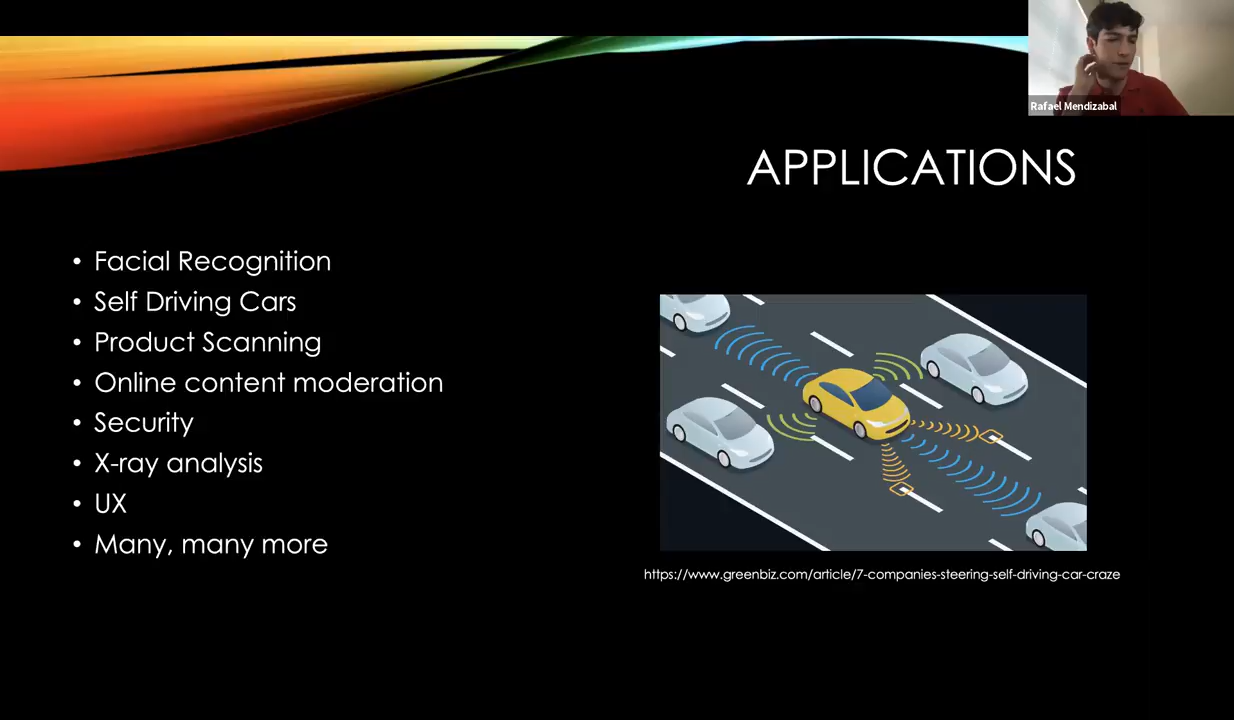 Rafael Mendizabal
APPLICATIONS
• Facial Recognition
• Self Driving Cars
• Product Scanning
• Online content moderation
• Security
• X-ray analysis
• UX
• Many, many more
https://www.greenbiz.com/article/7-companies-steering-self-driving-car-craze